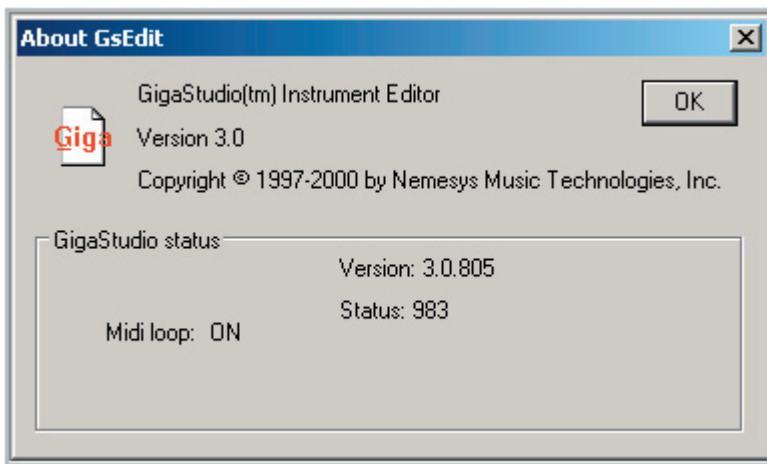 About GsEdit
GigaStudio(tm) Instrument Editor
OK
Giga
Version 3.0
Copyright © 1997-2000 by Nemesys Music Technologies, Inc.
GigaStudio status
Version: 3.0.805
Status: 983
Midi loop: ON